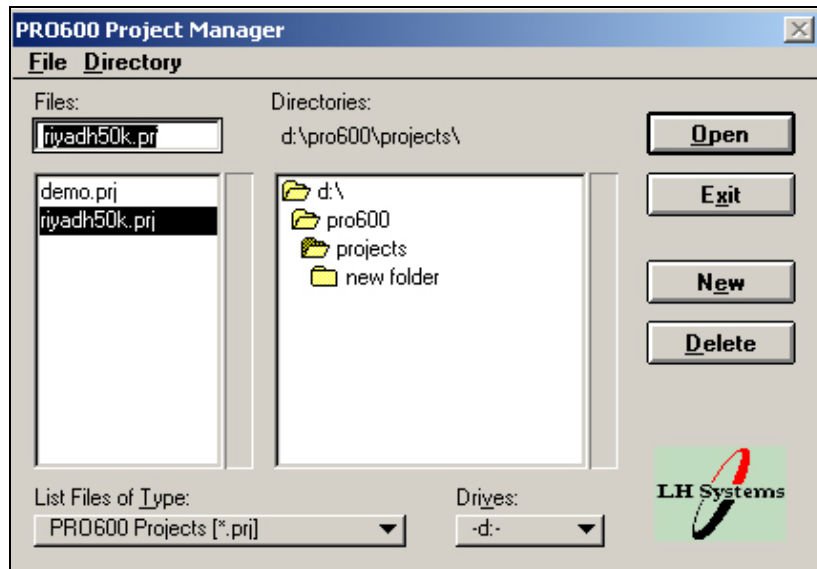 PRO600 Project Manager
File Directory
Files:
Directories:
riyadh50k.prj
d:\pro600\projects\
Open
demo.prj
riyadh50k.prj
d:\
pro600
projects
new folder
Exit
New
Delete
List Files of Type:
Drives:
PRO600 Projects [*.prj]
-d:-
LH Systems